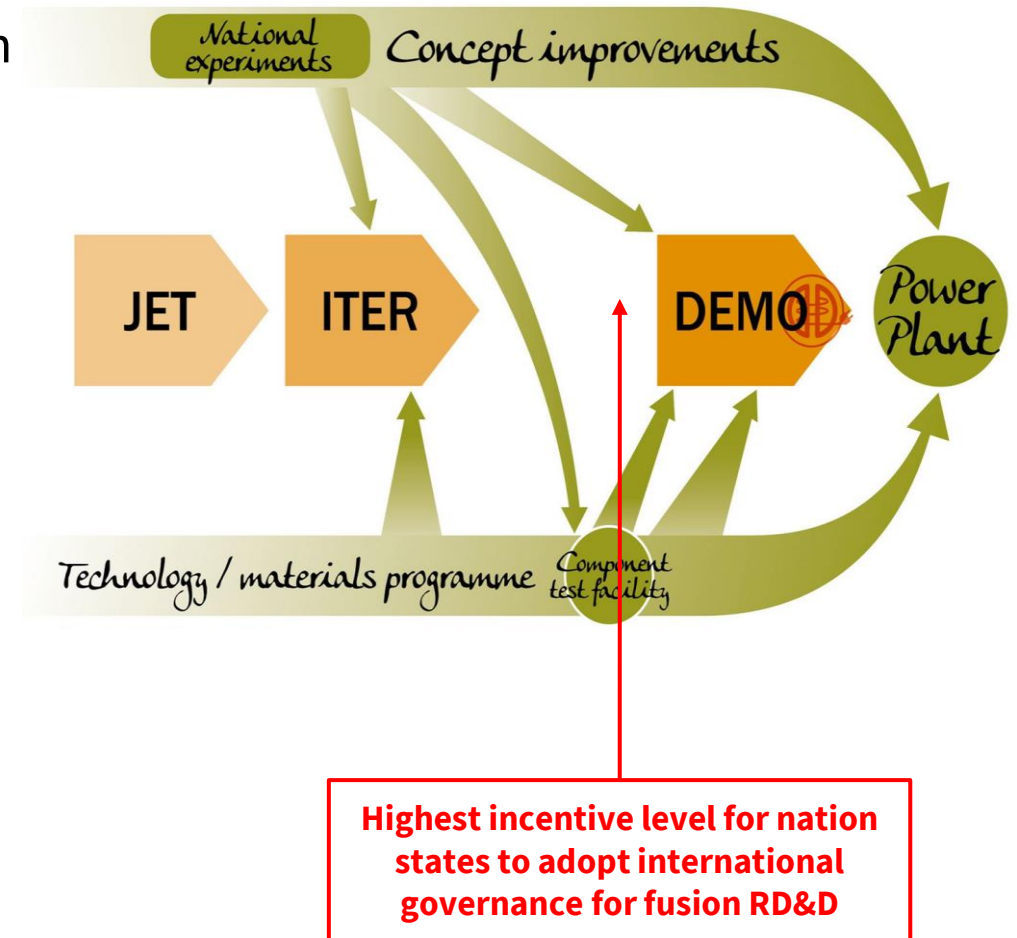 n
National
experiments
Concept improvements
JET
ITER
DEMO
Power
Plant
Technology / materials programme
Component
test facility
Highest incentive level for nation
states to adopt international
governance for fusion RD&D